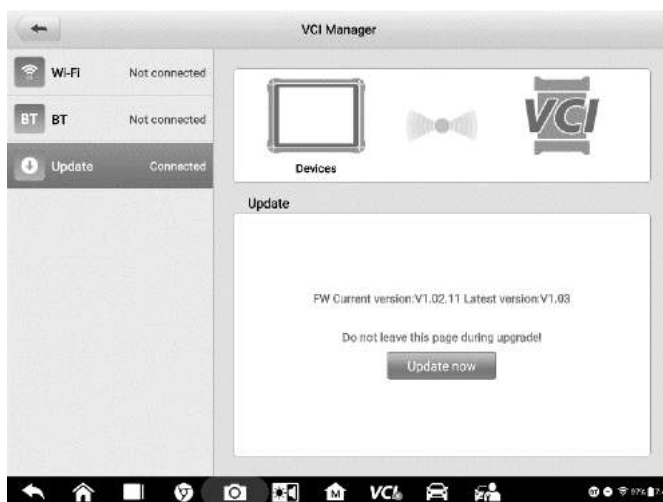 VCI Manager
Wi-Fi Not connected
BT BT Not connected
Update Connected
VCI
Devices
Update
FW Current version:V1.02.11 Latest version:V1.03
Do not leave this page during upgrade!
Update now
M VCI 97%